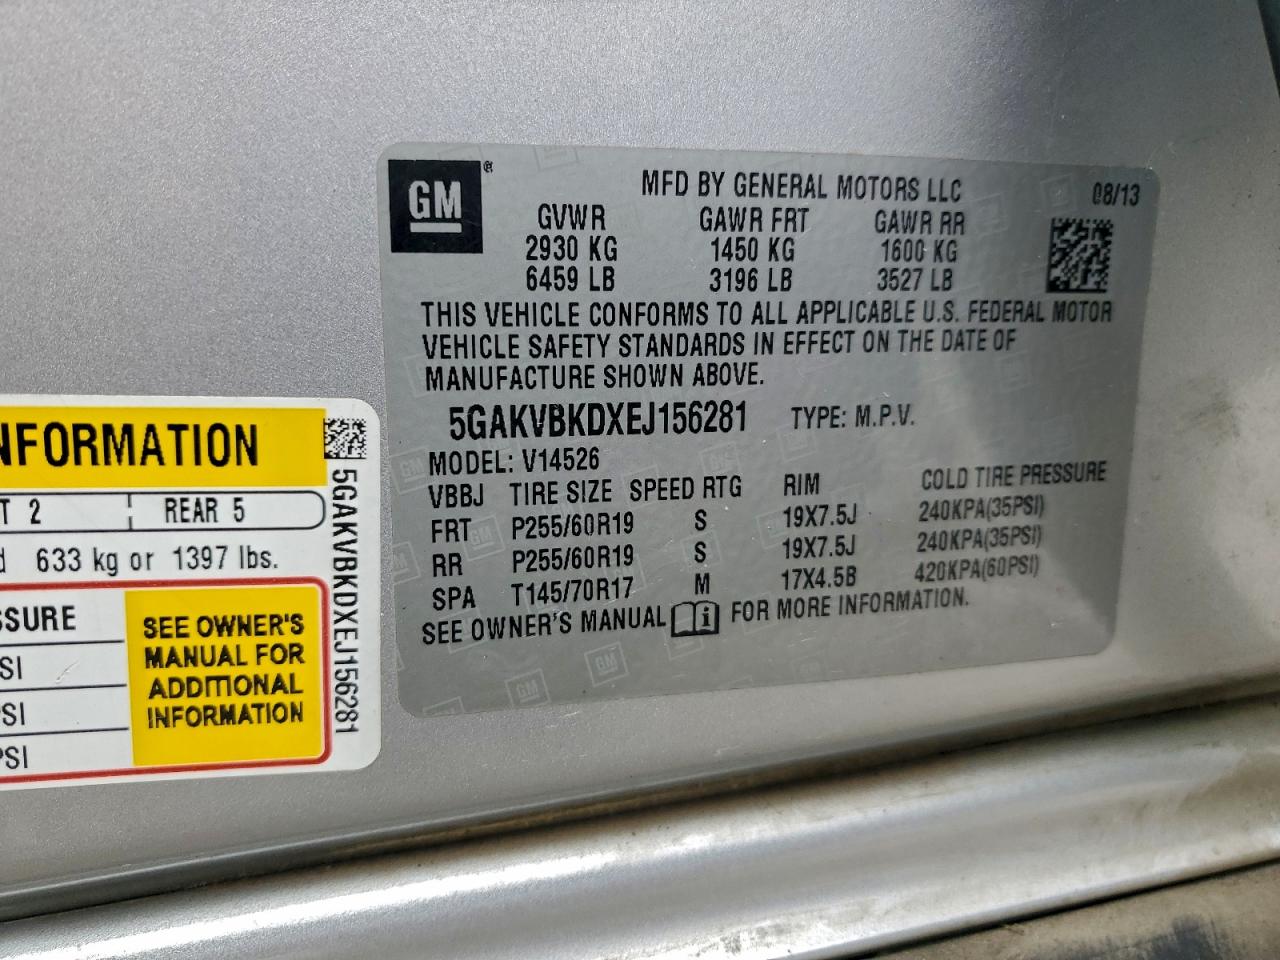 GM ®
MFD BY GENERAL MOTORS LLC 08/13
GVWR GAWR FRT GAWR RR
2930 KG 1450 KG 1600 KG
6459 LB 3196 LB 3527 LB
THIS VEHICLE CONFORMS TO ALL APPLICABLE U.S. FEDERAL MOTOR
VEHICLE SAFETY STANDARDS IN EFFECT ON THE DATE OF
MANUFACTURE SHOWN ABOVE.
5GAKVBKDXEJ156281 TYPE: M.P.V.
MODEL: V14526
VBBJ TIRE SIZE SPEED RTG RIM COLD TIRE PRESSURE
FRT P255/60R19 S 19X7.5J 240KPA(35PSI)
RR P255/60R19 S 19X7.5J 240KPA(35PSI)
SPA T145/70R17 M 17X4.5B 420KPA(60PSI)
SEE OWNER'S MANUAL FOR MORE INFORMATION.
NFORMATION
T 2 REAR 5
d 633 kg or 1397 lbs.
SSURE
SI
PSI
PSI
SEE OWNER'S
MANUAL FOR
ADDITIONAL
INFORMATION
5GAKVBKDXEJ156281